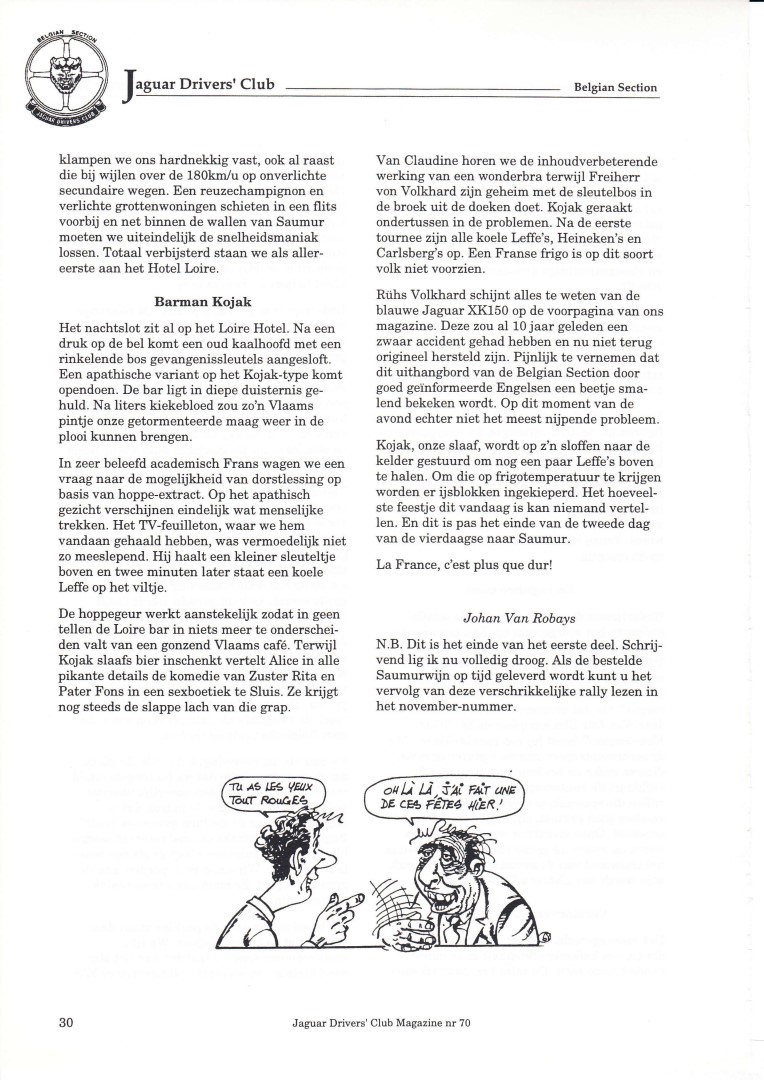 BELGIAN SECTION
JAGUAR DRIVERS CLUB
Jaguar Drivers' Club
Belgian Section
klampen we ons hardnekkig vast, ook al raast
die bij wijlen over de 180km/u op onverlichte
secundaire wegen. Een reuzechampignon en
verlichte grottenwoningen schieten in een flits
voorbij en net binnen de wallen van Saumur
moeten we uiteindelijk de snelheidsmaniak
lossen. Totaal verbijsterd staan we als aller-
eerste aan het Hotel Loire.
Barman Kojak
Het nachtslot zit al op het Loire Hotel. Na een
druk op de bel komt een oud kaalhoofd met een
rinkelende bos gevangenissleutels aangesloft.
Een apathische variant op het Kojak-type komt
opendoen. De bar ligt in diepe duisternis ge-
huld. Na liters kiekebloed zou zo'n Vlaams
pintje onze getormenteerde maag weer in de
plooi kunnen brengen.
In zeer beleefd academisch Frans wagen we een
vraag naar de mogelijkheid van dorstlessing op
basis van hoppe-extract. Op het apathisch
gezicht verschijnen eindelijk wat menselijke
trekken. Het TV-feuilleton, waar we hem
vandaan gehaald hebben, was vermoedelijk niet
zo meeslepend. Hij haalt een kleiner sleuteltje
boven en twee minuten later staat een koele
Leffe op het viltje.
De hoppegeur werkt aanstekelijk zodat in geen
tellen de Loire bar in niets meer te onderschei-
den valt van een gonzend Vlaams café. Terwijl
Kojak slaafs bier inschenkt vertelt Alice in alle
pikante details de komedie van Zuster Rita en
Pater Fons in een sexboetiek te Sluis. Ze krijgt
nog steeds de slappe lach van die grap.
Van Claudine horen we de inhoudverbeterende
werking van een wonderbra terwijl Freiherr
von Volkhard zijn geheim met de sleutelbos in
de broek uit de doeken doet. Kojak geraakt
ondertussen in de problemen. Na de eerste
tournee zijn alle koele Leffe's, Heineken's en
Carlsberg's op. Een Franse frigo is op dit soort
volk niet voorzien.
Rühs Volkhard schijnt alles te weten van de
blauwe Jaguar XK150 op de voorpagina van ons
magazine. Deze zou al 10 jaar geleden een
zwaar accident gehad hebben en nu niet terug
origineel hersteld zijn. Pijnlijk te vernemen dat
dit uithangbord van de Belgian Section door
goed geïnformeerde Engelsen een beetje sma-
lend bekeken wordt. Op dit moment van de
avond echter niet het meest nijpende probleem.
Kojak, onze slaaf, wordt op z'n sloffen naar de
kelder gestuurd om nog een paar Leffe's boven
te halen. Om die op frigotemperatuur te krijgen
worden er ijsblokken ingekieperd. Het hoeveel-
ste feestje dit vandaag is kan niemand vertel-
len. En dit is pas het einde van de tweede dag
van de vierdaagse naar Saumur.
La France, c'est plus que dur!
Johan Van Robays
N.B. Dit is het einde van het eerste deel. Schrij-
vend lig ik nu volledig droog. Als de bestelde
Saumurwijn op tijd geleverd wordt kunt u het
vervolg van deze verschrikkelijke rally lezen in
het november-nummer.
TU AS LES YEUX
TOUT ROUGES
OH LÀ LÀ, J'AI FAIT UNE
DE CES FÊTES HIER!
30
Jaguar Drivers' Club Magazine nr 70